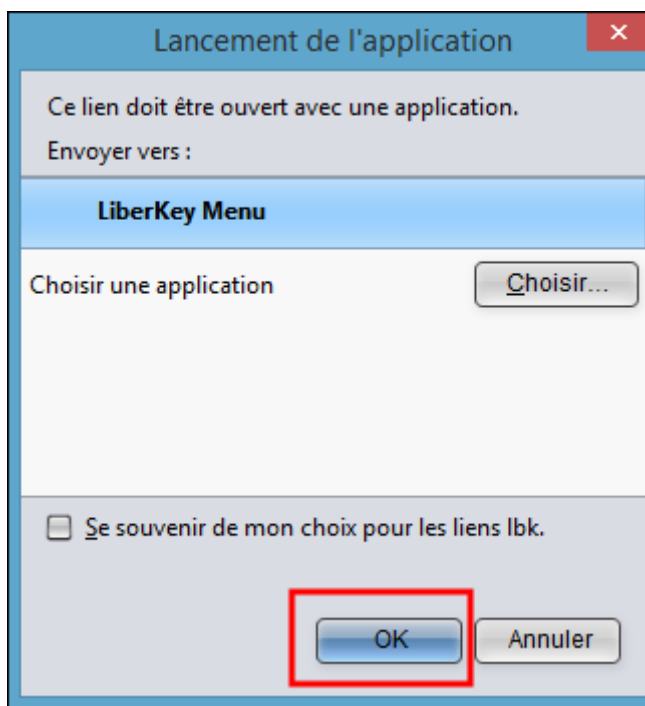 Lancement de l'application
Ce lien doit être ouvert avec une application.
Envoyer vers :
LiberKey Menu
Choisir une application
Choisir...
Se souvenir de mon choix pour les liens lbk.
OK
Annuler